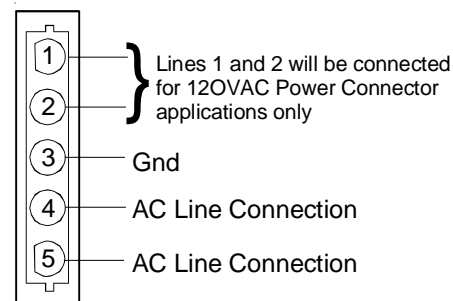 1
Lines 1 and 2 will be connected
for 12OVAC Power Connector
applications only
2
3 Gnd
4 AC Line Connection
5 AC Line Connection